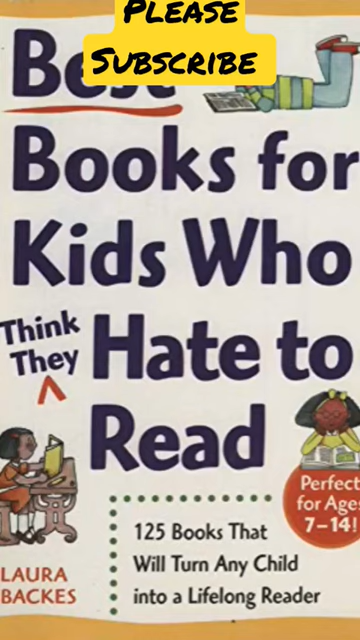 PLEASE
SUBSCRIBE
Best
Books for
Kids Who
Think
They
Hate to
Read
Perfect
for Ages
7–14!
125 Books That
Will Turn Any Child
into a Lifelong Reader
LAURA
BACKES